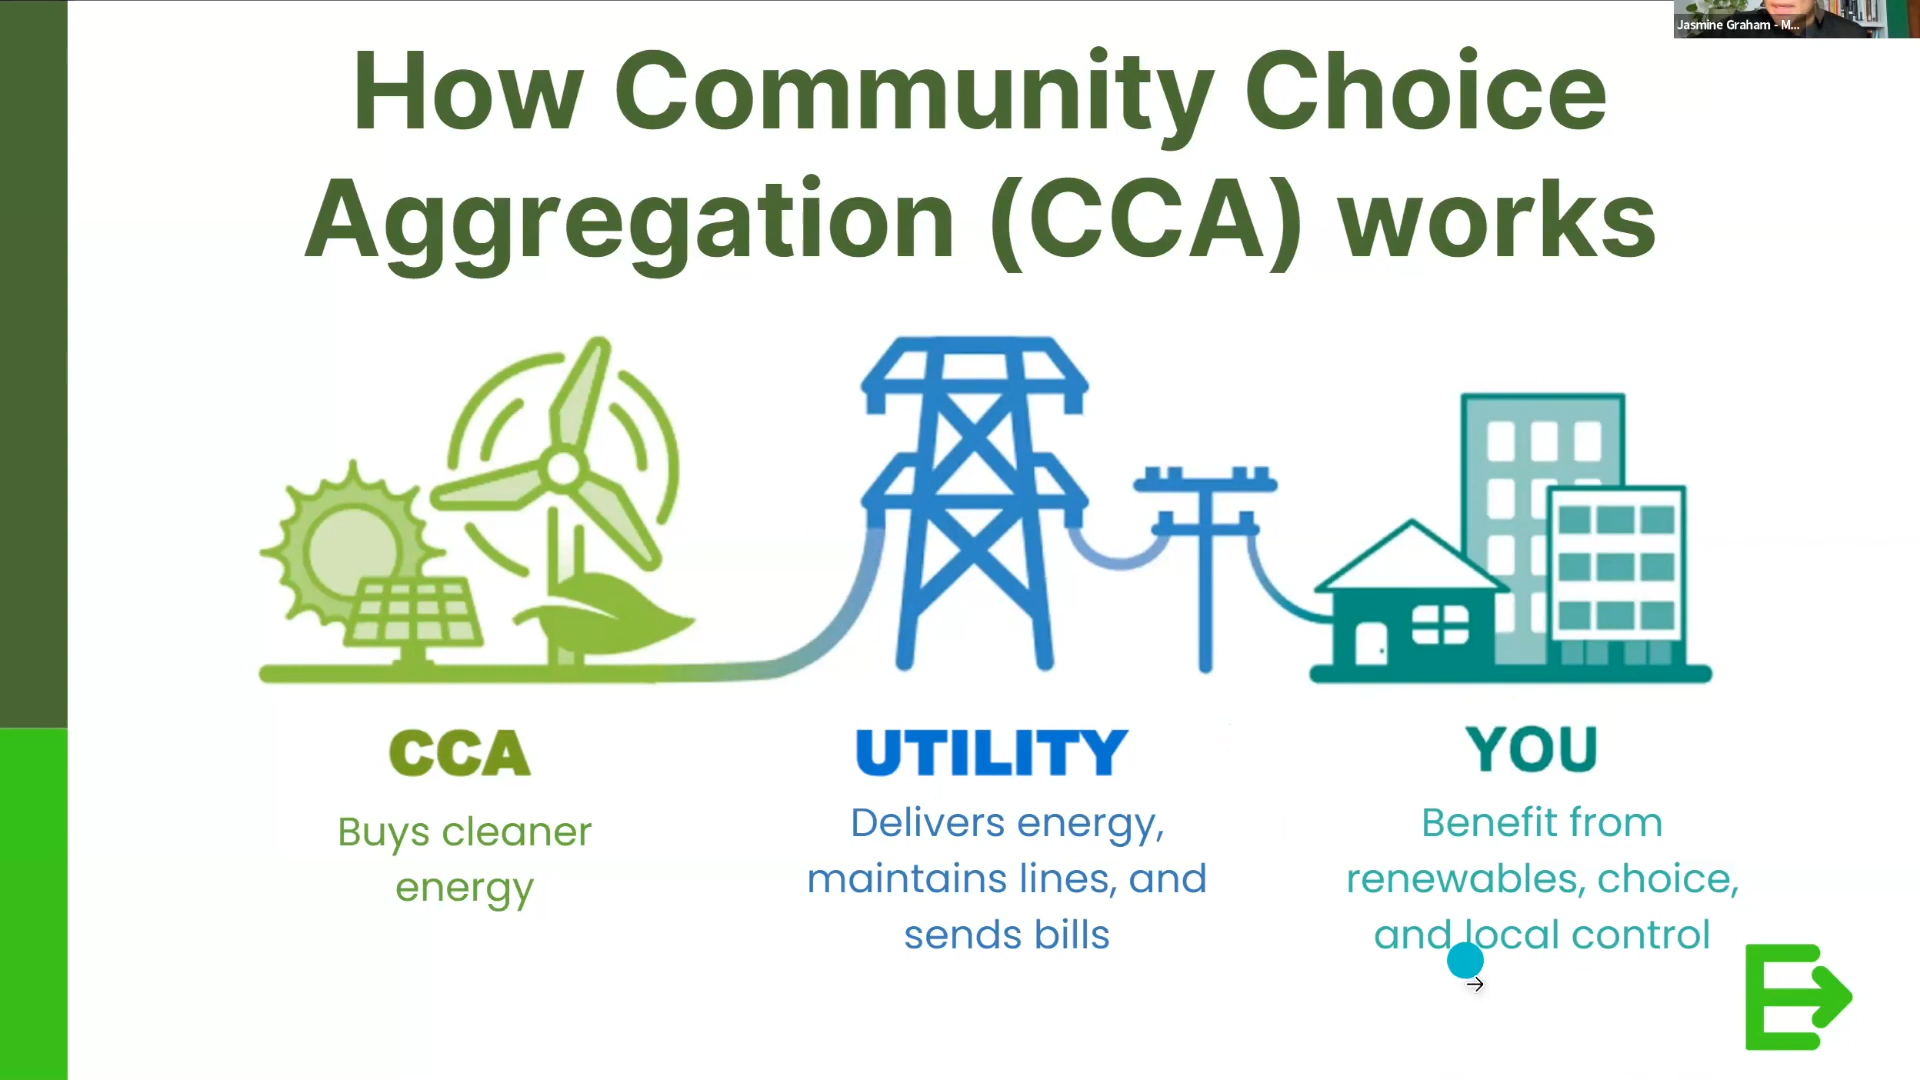 Jasmine Graham - M...
How Community Choice
Aggregation (CCA) works
CCA
Buys cleaner
energy
UTILITY
Delivers energy,
maintains lines, and
sends bills
YOU
Benefit from
renewables, choice,
and local control